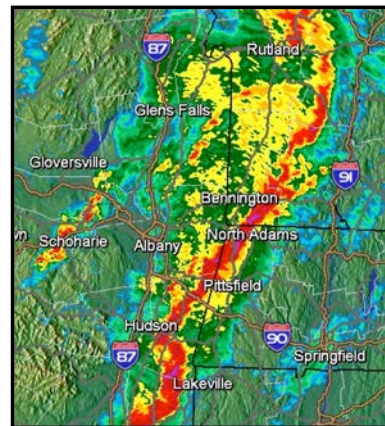 87
Rutland
Glens Falls
Gloversville
91
Bennington
Schoharie
Albany
North Adams
Pittsfield
Hudson
90
87
Springfield
Lakeville